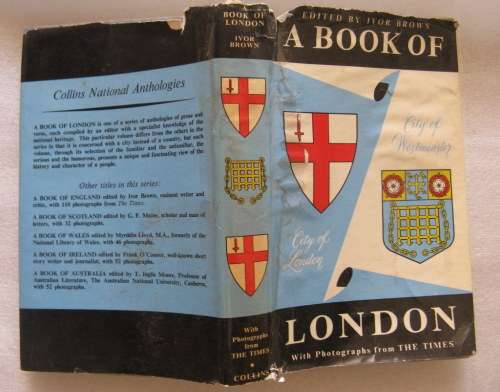 Collins National Anthologies
A BOOK OF LONDON is one of a series of anthologies of prose and
verse, each compiled by an editor with a specialist knowledge of the
national heritage. This particular volume differs from the others in the
series in that it is concerned with a city instead of a country, but each
volume, through its selection of the familiar and the unfamiliar, the
serious and the humorous, presents a unique and fascinating view of the
history and character of a people.
Other titles in this series:
A BOOK OF ENGLAND edited by Ivor Brown, eminent writer and
critic, with 110 photographs from The Times.
A BOOK OF SCOTLAND edited by G. F. Maine, scholar and man of
letters, with 32 photographs.
A BOOK OF WALES edited by Myrddin Lloyd, M.A., formerly of the
National Library of Wales, with 46 photographs.
A BOOK OF IRELAND edited by Frank O'Connor, well-known short
story writer and journalist, with 52 photographs.
A BOOK OF AUSTRALIA edited by T. Inglis Moore, Professor of
Australian Literature, The Australian National University, Canberra,
with 52 photographs.
A
BOOK OF
LONDON
IVOR
BROWN
With
Photographs
from
THE TIMES
COLLINS
EDITED BY IVOR BROWN
A BOOK OF
City of
Westminster
City of
London
LONDON
With Photographs from THE TIMES